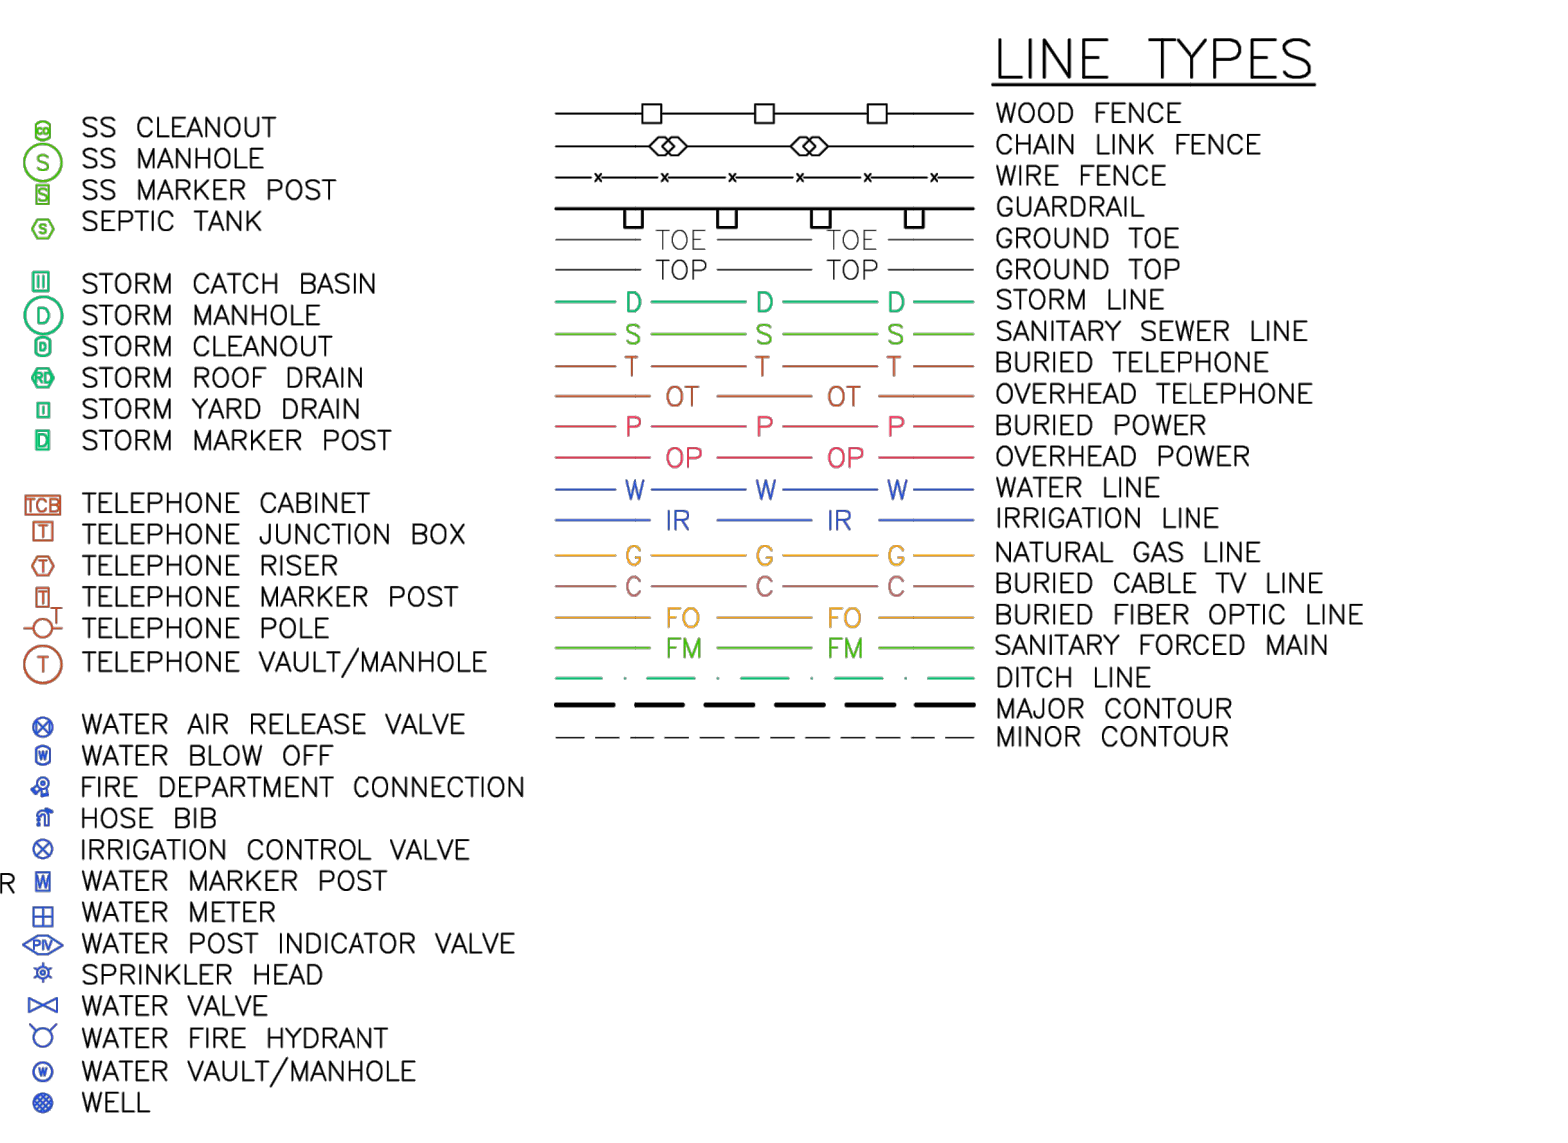 LINE TYPES
CO SS CLEANOUT
S SS MANHOLE
S SS MARKER POST
S SEPTIC TANK
STORM CATCH BASIN
D STORM MANHOLE
D STORM CLEANOUT
RD STORM ROOF DRAIN
STORM YARD DRAIN
D STORM MARKER POST
TCB TELEPHONE CABINET
T TELEPHONE JUNCTION BOX
T TELEPHONE RISER
T TELEPHONE MARKER POST
T TELEPHONE POLE
T TELEPHONE VAULT/MANHOLE
WATER AIR RELEASE VALVE
W WATER BLOW OFF
FIRE DEPARTMENT CONNECTION
HOSE BIB
IRRIGATION CONTROL VALVE
R W WATER MARKER POST
WATER METER
PIV WATER POST INDICATOR VALVE
SPRINKLER HEAD
WATER VALVE
WATER FIRE HYDRANT
W WATER VAULT/MANHOLE
WELL
WOOD FENCE
CHAIN LINK FENCE
WIRE FENCE
GUARDRAIL
TOE TOE GROUND TOE
TOP TOP GROUND TOP
D D D STORM LINE
S S S SANITARY SEWER LINE
T T T BURIED TELEPHONE
OT OT OVERHEAD TELEPHONE
P P P BURIED POWER
OP OP OVERHEAD POWER
W W W WATER LINE
IR IR IRRIGATION LINE
G G G NATURAL GAS LINE
C C C BURIED CABLE TV LINE
FO FO BURIED FIBER OPTIC LINE
FM FM SANITARY FORCED MAIN
DITCH LINE
MAJOR CONTOUR
MINOR CONTOUR